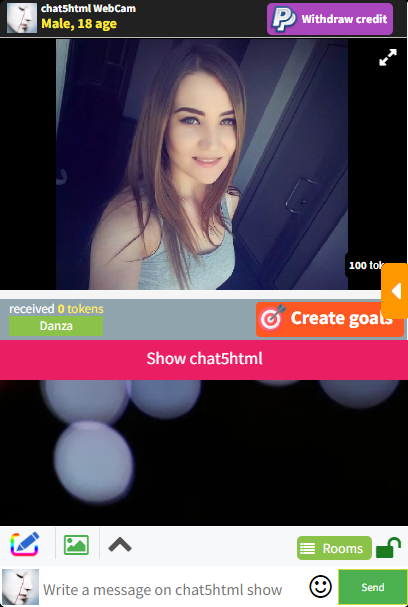 chat5html WebCam
Male, 18 age
Withdraw credit
100
received 0 tokens
Danza
Create goals
Show chat5html
Rooms
Write a message on chat5html show
Send